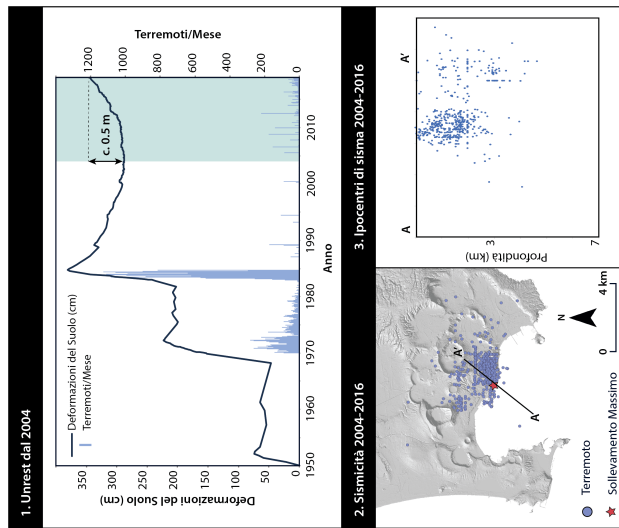 1. Unrest dal 2004
Deformazioni del Suolo (cm)
Terremoti/Mese
Deformazioni del Suolo (cm)
350
300
250
200
150
100
50
0
Terremoti/Mese
1200
1000
800
600
400
200
0
c. 0.5 m
1950
1960
1970
1980
1990
2000
2010
Anno
2. Sismicità 2004-2016
A
A'
N
0
4 km
Terremoto
Sollevamento Massimo
3. Ipocentri di sisma 2004-2016
A
A'
Profondità (km)
3
7